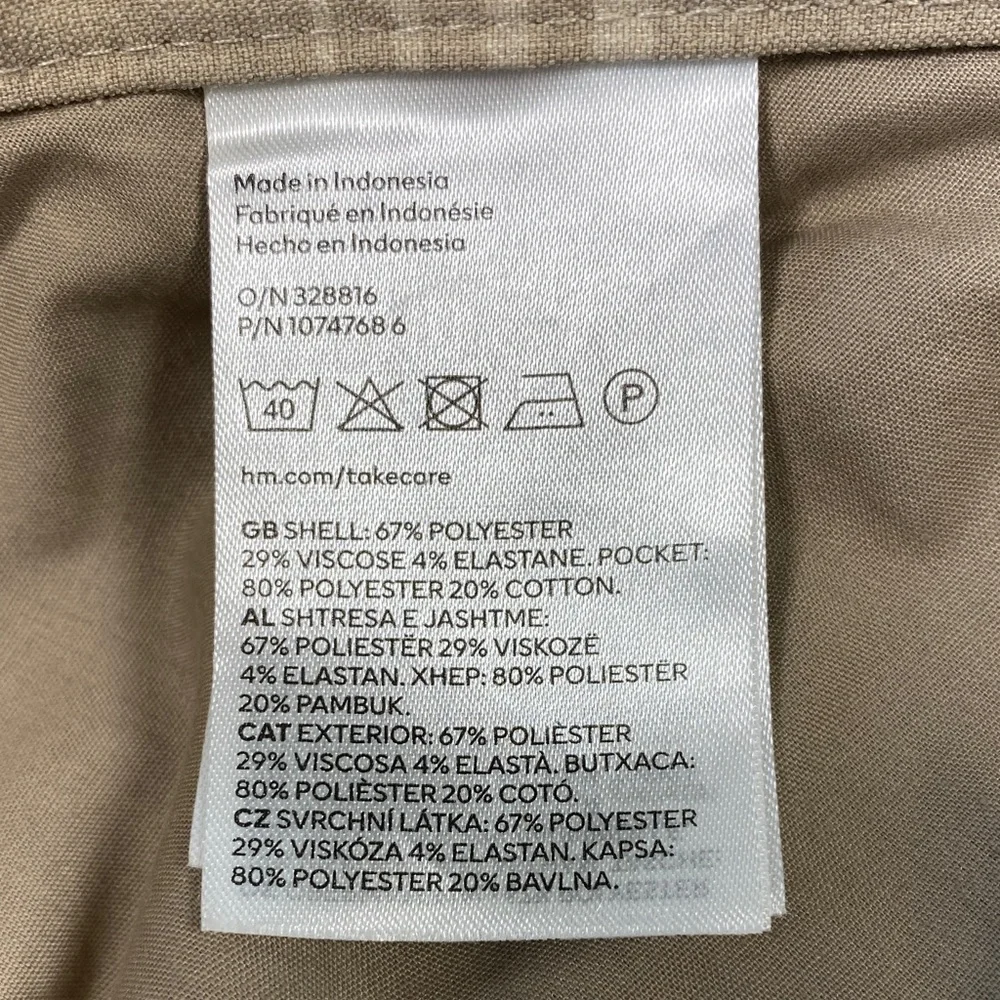 Made in Indonesia
Fabriqué en Indonésie
Hecho en Indonesia
O/N 328816
P/N 1074768 6
40 P
hm.com/takecare
GB SHELL: 67% POLYESTER
29% VISCOSE 4% ELASTANE. POCKET:
80% POLYESTER 20% COTTON.
AL SHTRESA E JASHTME:
67% POLIESTËR 29% VISKOZË
4% ELASTAN. XHEP: 80% POLIESTËR
20% PAMBUK.
CAT EXTERIOR: 67% POLIÈSTER
29% VISCOSA 4% ELASTÀ. BUTXACA:
80% POLIÈSTER 20% COTÓ.
CZ SVRCHNÍ LÁTKA: 67% POLYESTER
29% VISKÓZA 4% ELASTAN. KAPSA:
80% POLYESTER 20% BAVLNA.